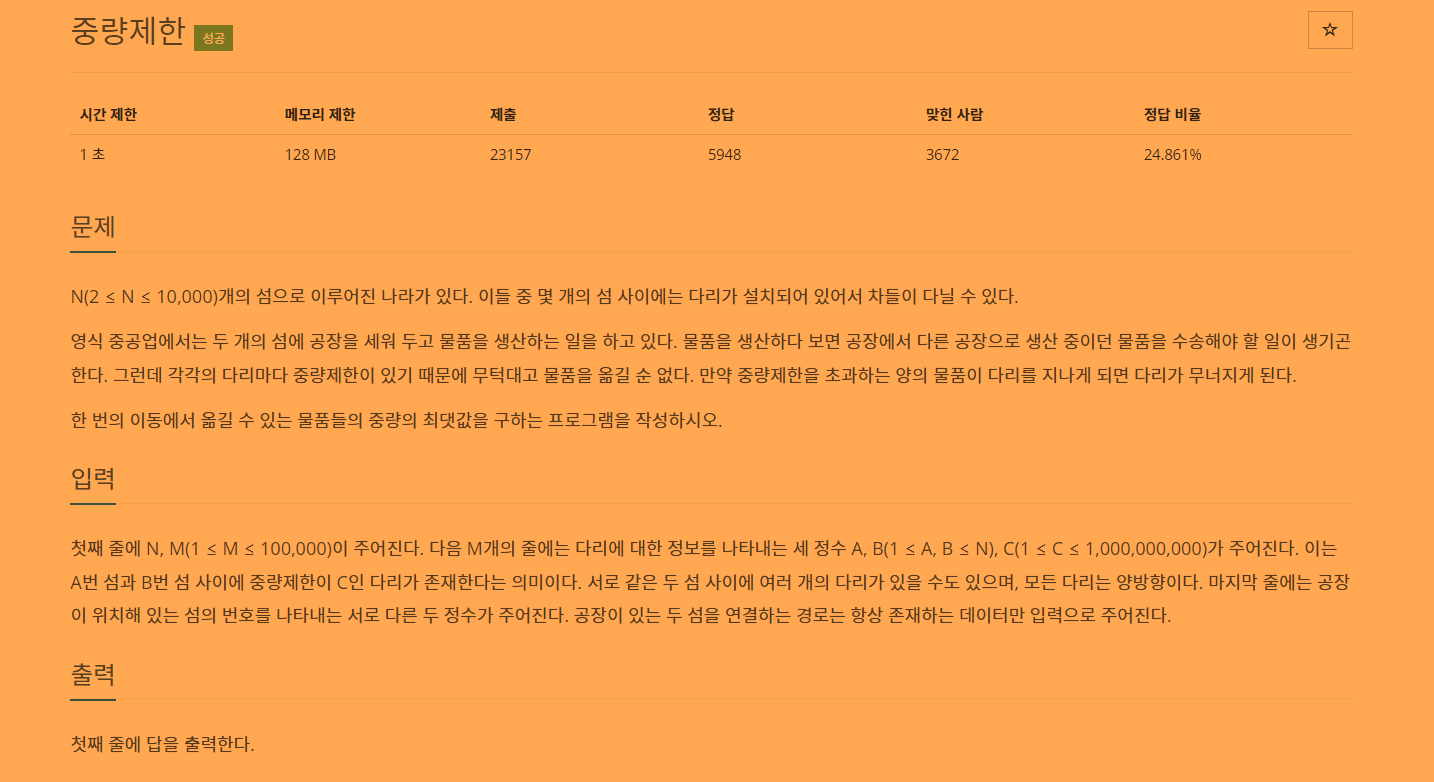 중량제한 성공
☆
시간 제한 메모리 제한 제출 정답 맞힌 사람 정답 비율
1 초 128 MB 23157 5948 3672 24.861%
문제
N(2 ≤ N ≤ 10,000)개의 섬으로 이루어진 나라가 있다. 이들 중 몇 개의 섬 사이에는 다리가 설치되어 있어서 차들이 다닐 수 있다.
영식 중공업에서는 두 개의 섬에 공장을 세워 두고 물품을 생산하는 일을 하고 있다. 물품을 생산하다 보면 공장에서 다른 공장으로 생산 중이던 물품을 수송해야 할 일이 생기곤
한다. 그런데 각각의 다리마다 중량제한이 있기 때문에 무턱대고 물품을 옮길 순 없다. 만약 중량제한을 초과하는 양의 물품이 다리를 지나게 되면 다리가 무너지게 된다.
한 번의 이동에서 옮길 수 있는 물품들의 중량의 최댓값을 구하는 프로그램을 작성하시오.
입력
첫째 줄에 N, M(1 ≤ M ≤ 100,000)이 주어진다. 다음 M개의 줄에는 다리에 대한 정보를 나타내는 세 정수 A, B(1 ≤ A, B ≤ N), C(1 ≤ C ≤ 1,000,000,000)가 주어진다. 이는
A번 섬과 B번 섬 사이에 중량제한이 C인 다리가 존재한다는 의미이다. 서로 같은 두 섬 사이에 여러 개의 다리가 있을 수도 있으며, 모든 다리는 양방향이다. 마지막 줄에는 공장
이 위치해 있는 섬의 번호를 나타내는 서로 다른 두 정수가 주어진다. 공장이 있는 두 섬을 연결하는 경로는 항상 존재하는 데이터만 입력으로 주어진다.
출력
첫째 줄에 답을 출력한다.